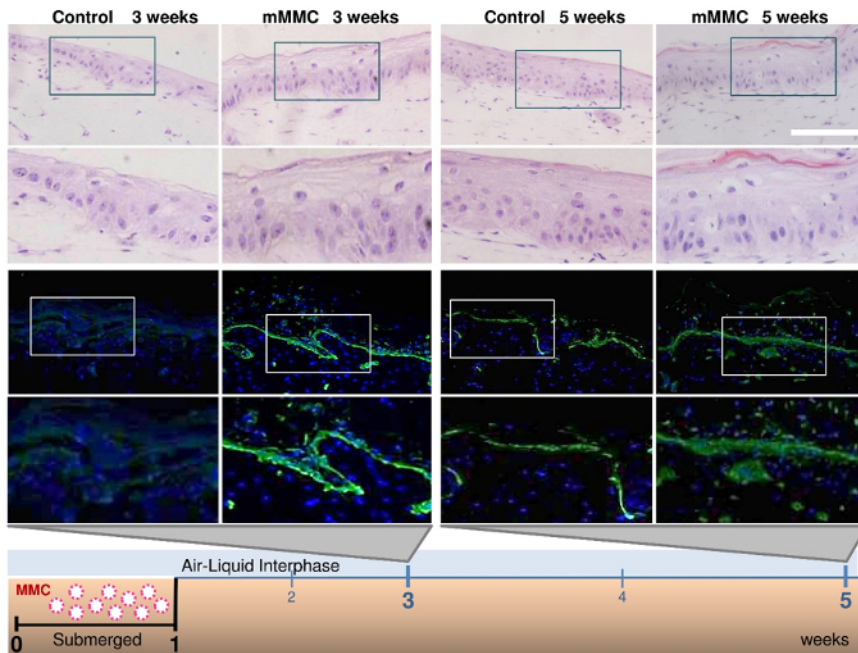 Control 3 weeks mMMC 3 weeks Control 5 weeks mMMC 5 weeks
Air-Liquid Interphase
MMC
2 3 4 5
0 Submerged 1 weeks